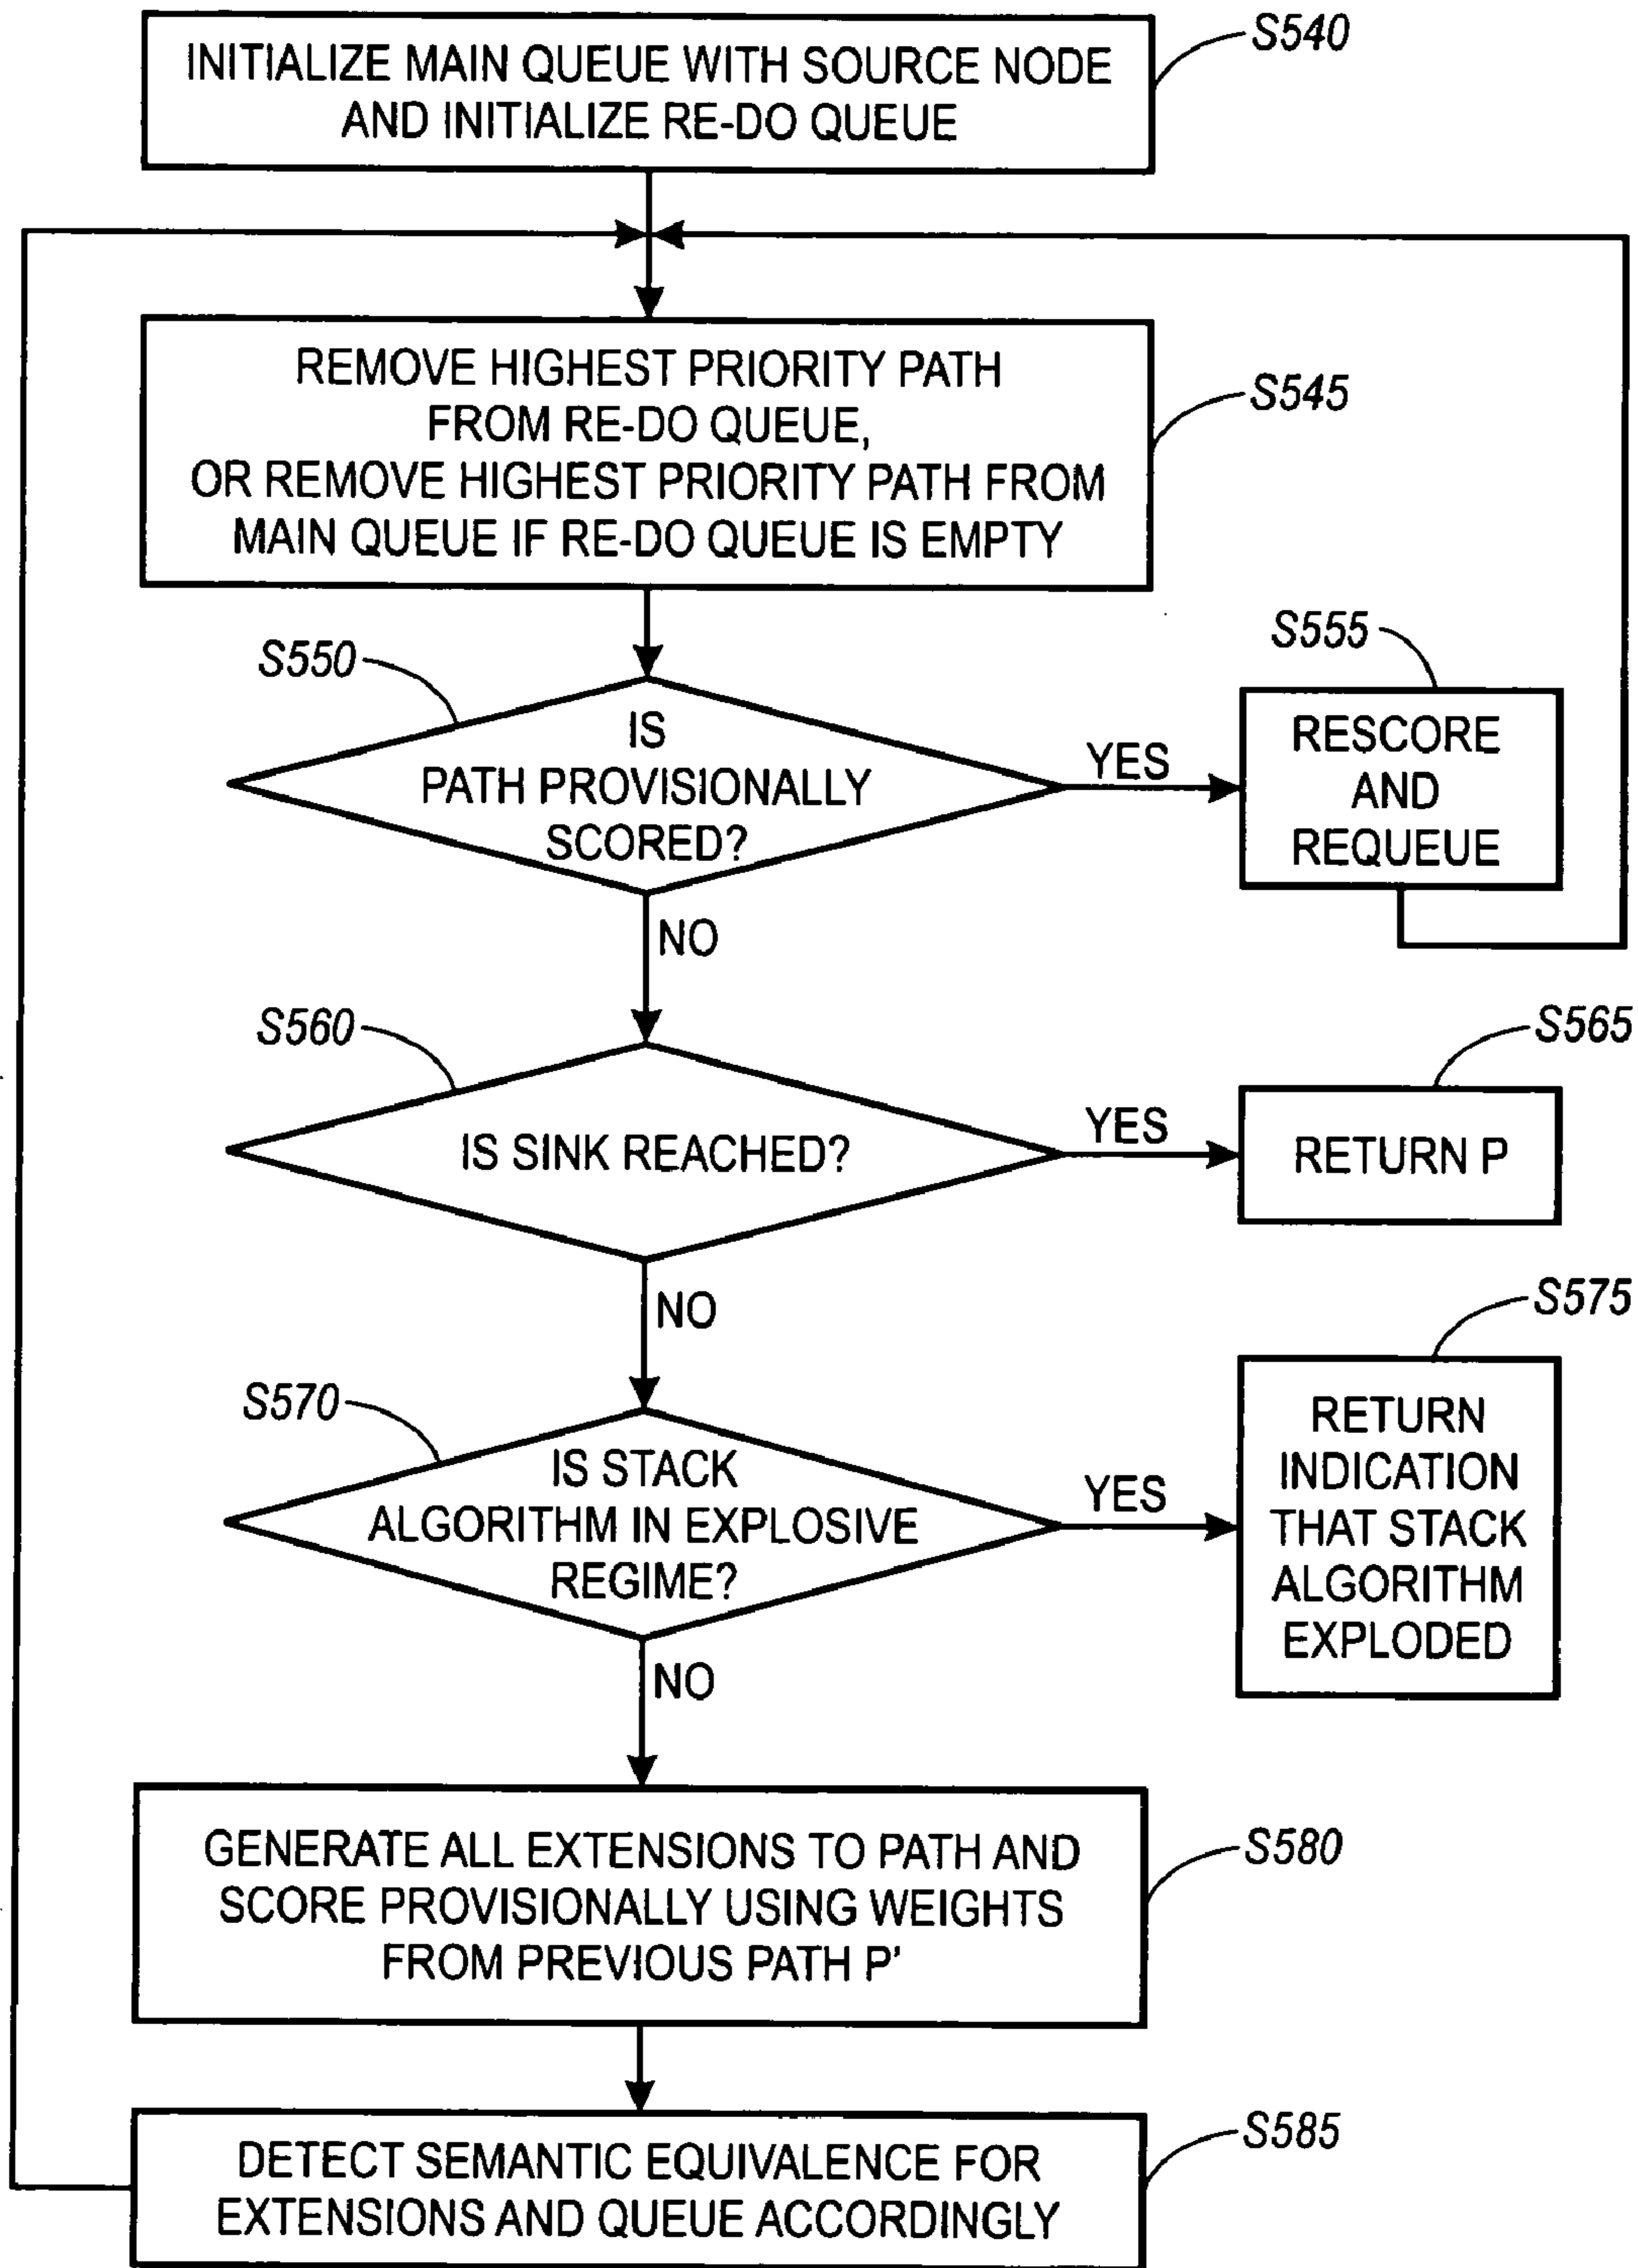 S540
INITIALIZE MAIN QUEUE WITH SOURCE NODE
AND INITIALIZE RE-DO QUEUE
REMOVE HIGHEST PRIORITY PATH
FROM RE-DO QUEUE,
OR REMOVE HIGHEST PRIORITY PATH FROM
MAIN QUEUE IF RE-DO QUEUE IS EMPTY
S545
S550
IS
PATH PROVISIONALLY
SCORED?
YES
S555
RESCORE
AND
REQUEUE
NO
S560
IS SINK REACHED?
YES
S565
RETURN P
NO
S570
IS STACK
ALGORITHM IN EXPLOSIVE
REGIME?
YES
S575
RETURN
INDICATION
THAT STACK
ALGORITHM
EXPLODED
NO
GENERATE ALL EXTENSIONS TO PATH AND
SCORE PROVISIONALLY USING WEIGHTS
FROM PREVIOUS PATH P'
S580
DETECT SEMANTIC EQUIVALENCE FOR
EXTENSIONS AND QUEUE ACCORDINGLY
S585